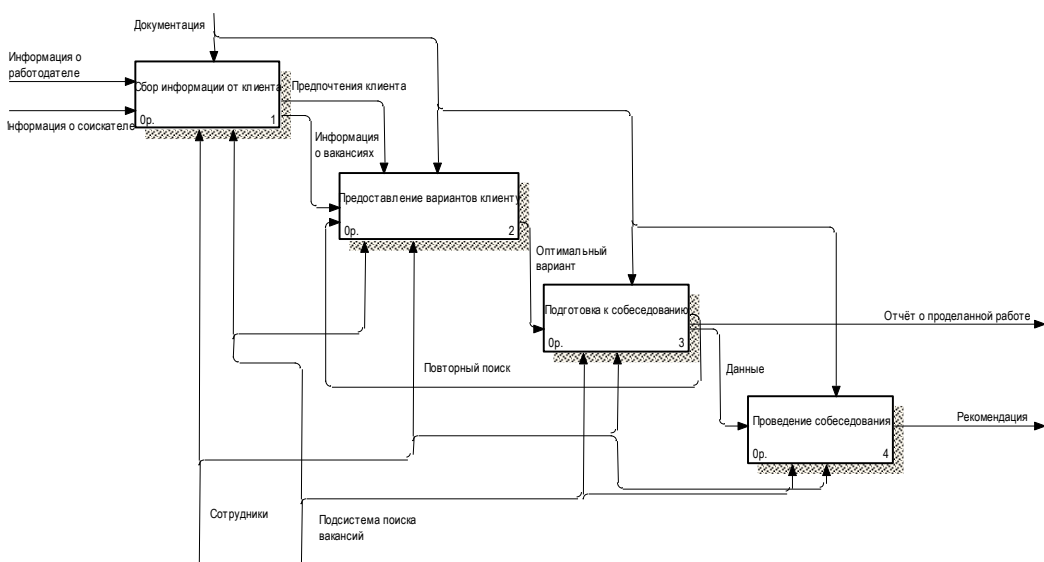 Документация
Информация о
работодателе
Сбор информации от клиента
0р.
1
Информация о соискателе
Предпочтения клиента
Информация
о вакансиях
Предоставление вариантов клиенту
0р.
2
Оптимальный
вариант
Подготовка к собеседованию
0р.
3
Отчёт о проделанной работе
Повторный поиск
Данные
Проведение собеседования
0р.
4
Рекомендация
Сотрудники
Подсистема поиска
вакансий